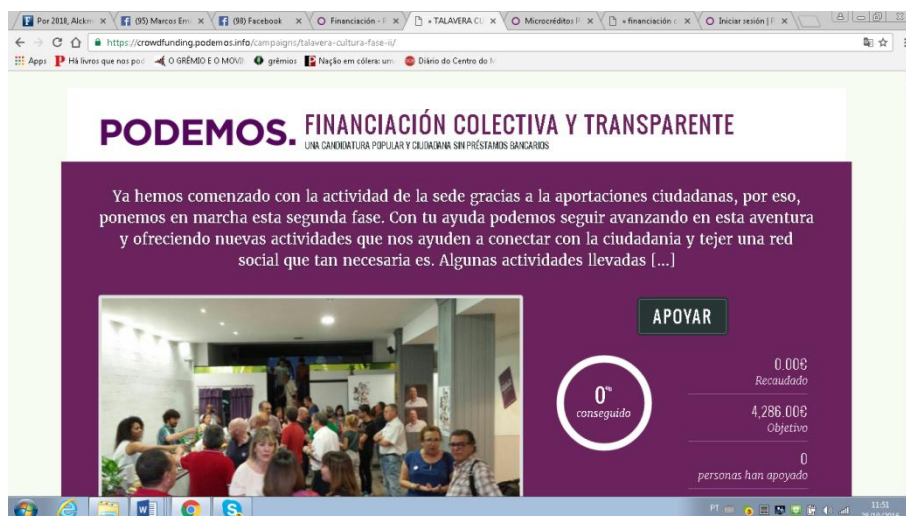 Por 2018, Alckm
(95) Marcos Em
(98) Facebook
Financiación - P
» TALAVERA CU
Microcréditos P
» financiación c
Iniciar sesión | P
https://crowdfunding.podemos.info/campaigns/talavera-cultura-fase-ii/
Apps
Há livros que nos pod
O GRÊMIO E O MOVI
grêmios
Nação em cólera: um
Diário do Centro do M
PODEMOS.
FINANCIACIÓN COLECTIVA Y TRANSPARENTE
UNA CANDIDATURA POPULAR Y CIUDADANA SIN PRÉSTAMOS BANCARIOS
Ya hemos comenzado con la actividad de la sede gracias a la aportaciones ciudadanas, por eso,
ponemos en marcha esta segunda fase. Con tu ayuda podemos seguir avanzando en esta aventura
y ofreciendo nuevas actividades que nos ayuden a conectar con la ciudadania y tejer una red
social que tan necesaria es. Algunas actividades llevadas [...]
APOYAR
0%
conseguido
0.00€
Recaudado
4,286.00€
Objetivo
0
personas han apoyado
PT
11:51
28/10/2016